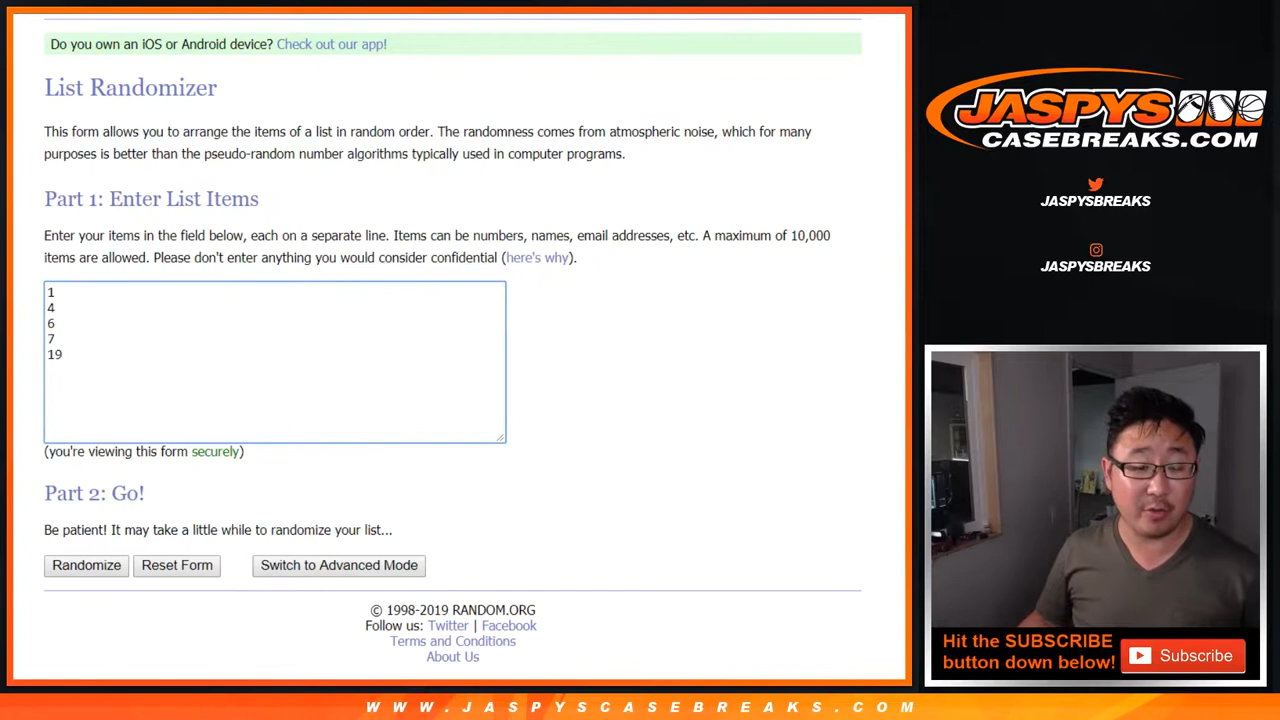 Do you own an iOS or Android device? Check out our app!
List Randomizer
This form allows you to arrange the items of a list in random order. The randomness comes from atmospheric noise, which for many
purposes is better than the pseudo-random number algorithms typically used in computer programs.
Part 1: Enter List Items
Enter your items in the field below, each on a separate line. Items can be numbers, names, email addresses, etc. A maximum of 10,000
items are allowed. Please don't enter anything you would consider confidential (here's why).
1
4
6
7
19
(you're viewing this form securely)
Part 2: Go!
Be patient! It may take a little while to randomize your list...
Randomize Reset Form Switch to Advanced Mode
© 1998-2019 RANDOM.ORG
Follow us: Twitter | Facebook
Terms and Conditions
About Us
JASPYS
CASEBREAKS.COM
JASPYSBREAKS
JASPYSBREAKS
Hit the SUBSCRIBE
button down below!
Subscribe
WWW.JASPYSCASEBREAKS.COM